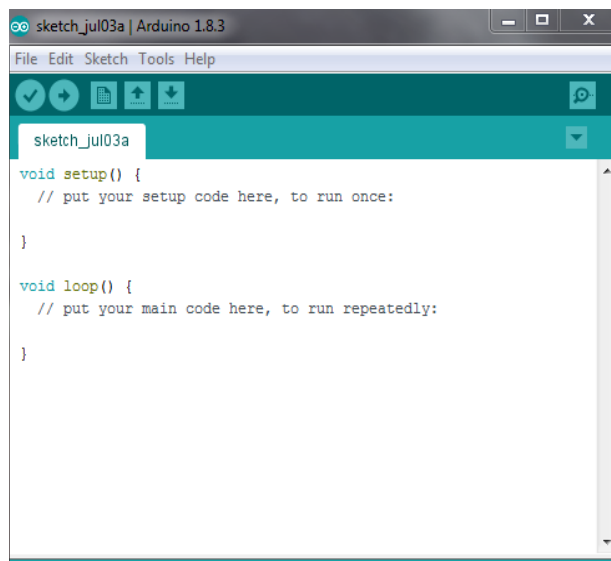 sketch_jul03a | Arduino 1.8.3
File Edit Sketch Tools Help
sketch_jul03a
void setup() {
  // put your setup code here, to run once:

}

void loop() {
  // put your main code here, to run repeatedly:

}